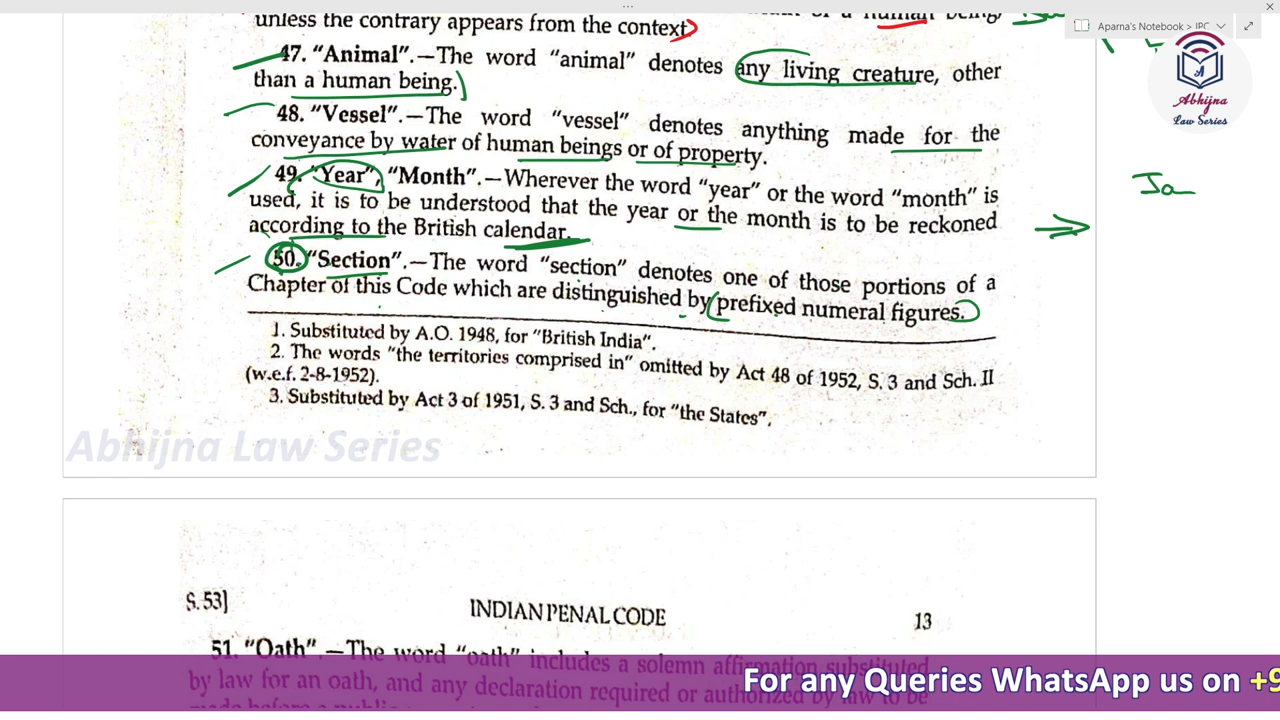 unless the contrary appears from the context
Aparna's Notebook > IPC
47. "Animal".—The word "animal" denotes any living creature, other
than a human being.
Abhijna
Law Series
48. "Vessel".—The word "vessel" denotes anything made for the
conveyance by water of human beings or of property.
49. "Year", "Month".—Wherever the word "year" or the word "month" is
used, it is to be understood that the year or the month is to be reckoned
according to the British calendar.
Ja
50. "Section".—The word "section" denotes one of those portions of a
Chapter of this Code which are distinguished by prefixed numeral figures.
1. Substituted by A.O. 1948, for "British India".
2. The words "the territories comprised in" omitted by Act 48 of 1952, S. 3 and Sch. II
(w.e.f. 2-8-1952).
3. Substituted by Act 3 of 1951, S. 3 and Sch., for "the States",
Abhijna Law Series
S. 53]
INDIAN PENAL CODE
13
51. "Oath".—The word "oath" includes a solemn affirmation substituted
by law for an oath, and any declaration required or authorized by law to be
For any Queries WhatsApp us on +9